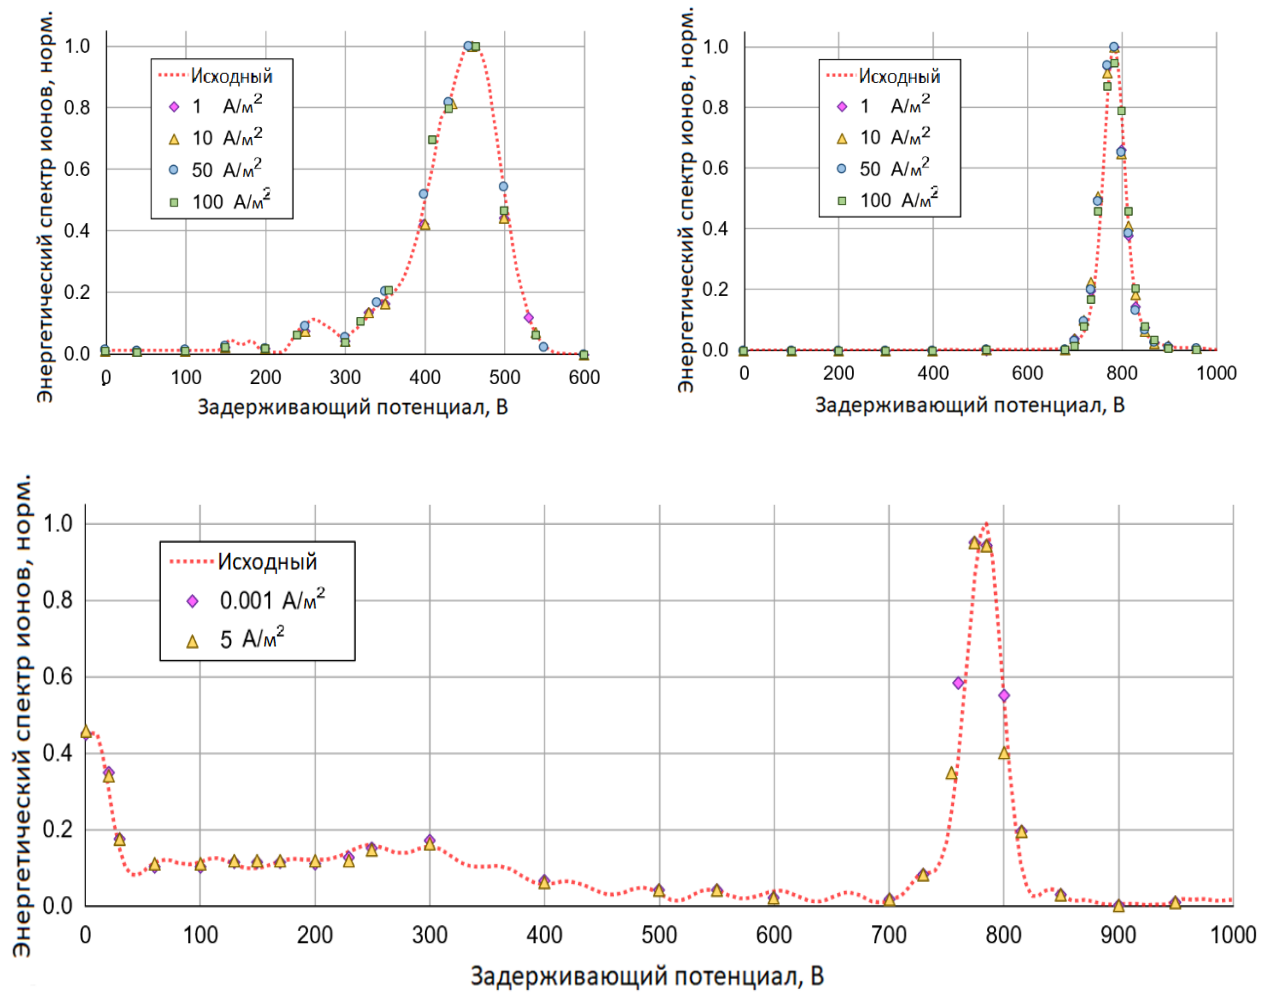 Энергетический спектр ионов, норм.
1.0
0.8
0.6
0.4
0.2
0.0
Исходный
1 А/м²
10 А/м²
50 А/м²
100 А/м²
0 100 200 300 400 500 600
Задерживающий потенциал, В
Энергетический спектр ионов, норм.
1.0
0.8
0.6
0.4
0.2
0.0
Исходный
1 А/м²
10 А/м²
50 А/м²
100 А/м²
0 200 400 600 800 1000
Задерживающий потенциал, В
Энергетический спектр ионов, норм.
1.0
0.8
0.6
0.4
0.2
0.0
Исходный
0.001 А/м²
5 А/м²
0 100 200 300 400 500 600 700 800 900 1000
Задерживающий потенциал, В